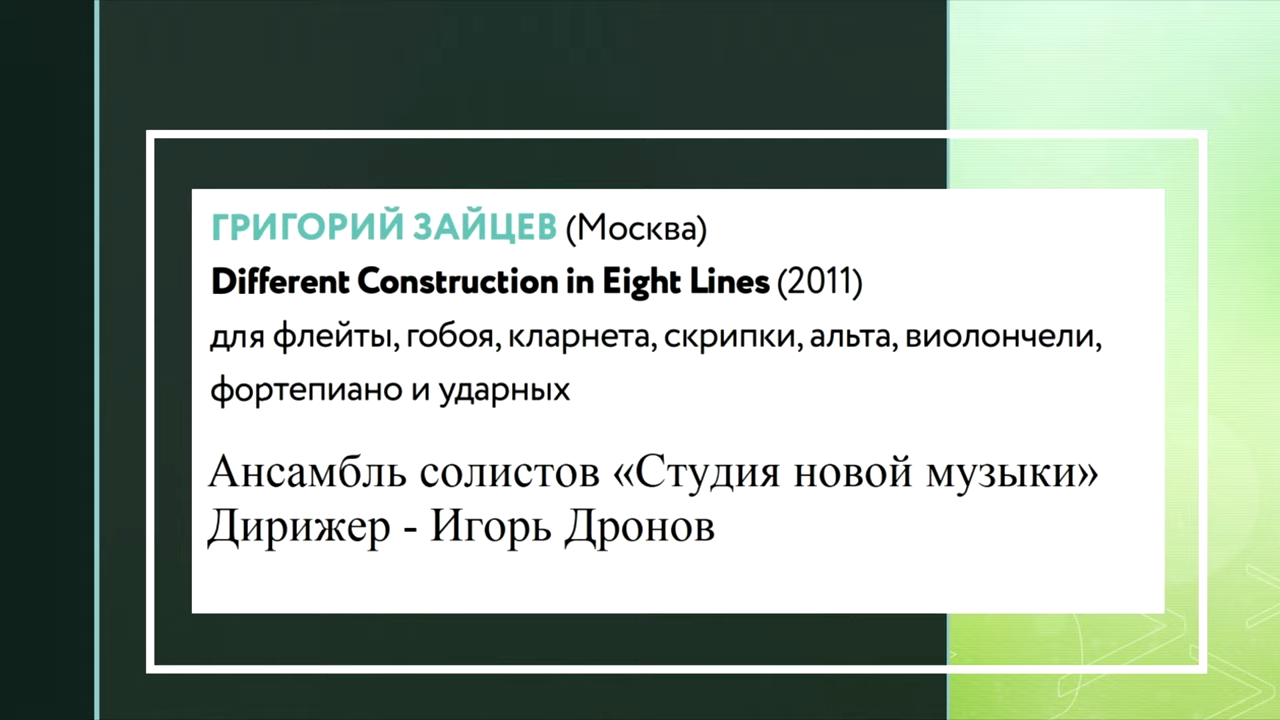 ГРИГОРИЙ ЗАЙЦЕВ (Москва)
Different Construction in Eight Lines (2011)
для флейты, гобоя, кларнета, скрипки, альта, виолончели,
фортепиано и ударных
Ансамбль солистов «Студия новой музыки»
Дирижер - Игорь Дронов